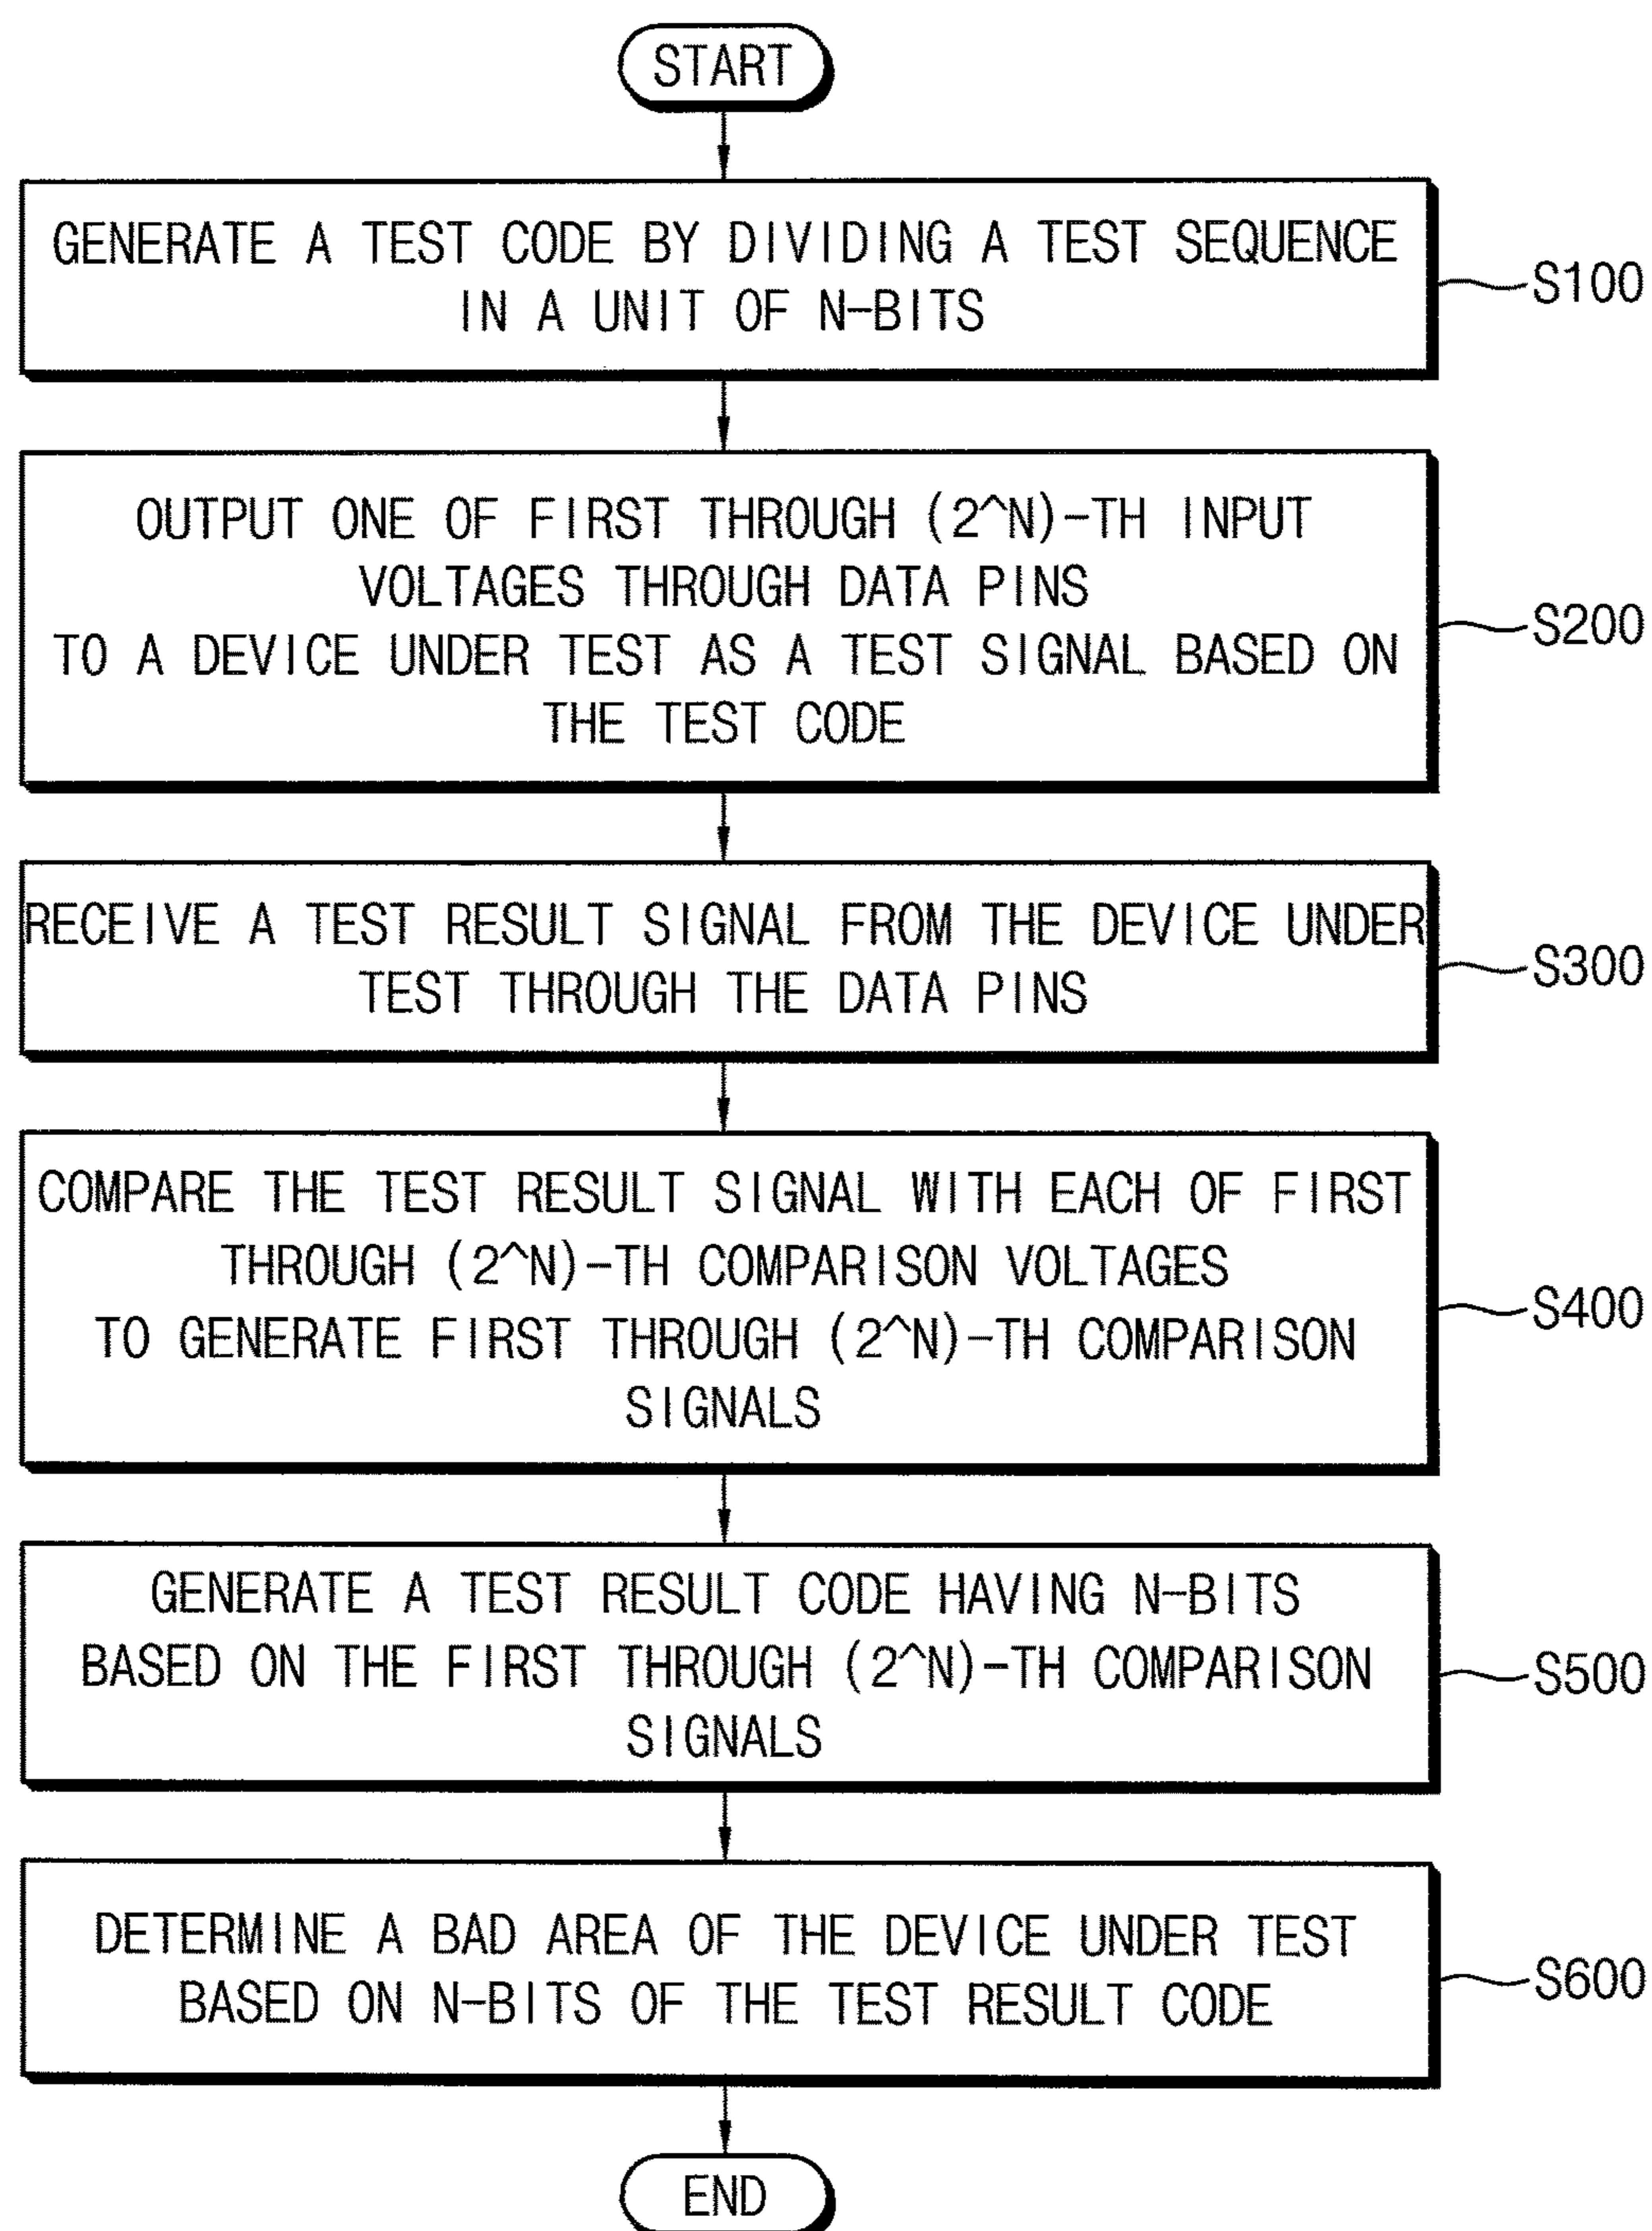 START
GENERATE A TEST CODE BY DIVIDING A TEST SEQUENCE
IN A UNIT OF N-BITS
S100
OUTPUT ONE OF FIRST THROUGH (2^N)-TH INPUT
VOLTAGES THROUGH DATA PINS
TO A DEVICE UNDER TEST AS A TEST SIGNAL BASED ON
THE TEST CODE
S200
RECEIVE A TEST RESULT SIGNAL FROM THE DEVICE UNDER
TEST THROUGH THE DATA PINS
S300
COMPARE THE TEST RESULT SIGNAL WITH EACH OF FIRST
THROUGH (2^N)-TH COMPARISON VOLTAGES
TO GENERATE FIRST THROUGH (2^N)-TH COMPARISON
SIGNALS
S400
GENERATE A TEST RESULT CODE HAVING N-BITS
BASED ON THE FIRST THROUGH (2^N)-TH COMPARISON
SIGNALS
S500
DETERMINE A BAD AREA OF THE DEVICE UNDER TEST
BASED ON N-BITS OF THE TEST RESULT CODE
S600
END